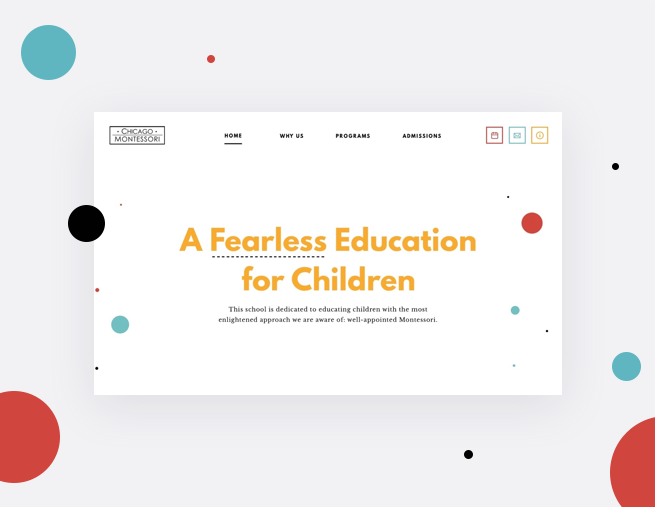 • CHICAGO •
MONTESSORI
HOME WHY US PROGRAMS ADMISSIONS
A Fearless Education
for Children
This school is dedicated to educating children with the most
enlightened approach we are aware of: well-appointed Montessori.